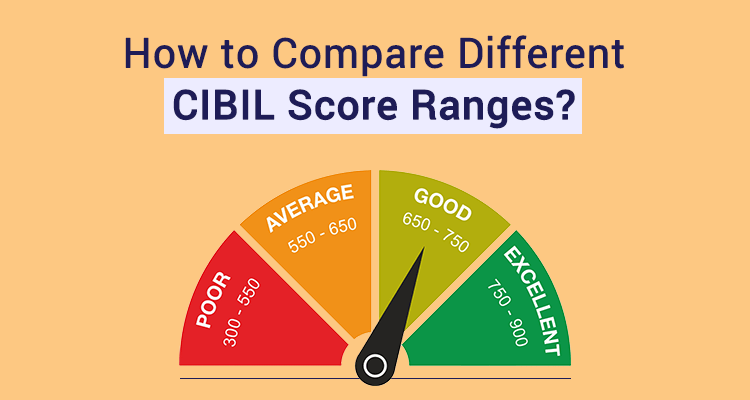 How to Compare Different
CIBIL Score Ranges?
POOR
300 - 550
AVERAGE
550 - 650
GOOD
650 - 750
EXCELLENT
750 - 900